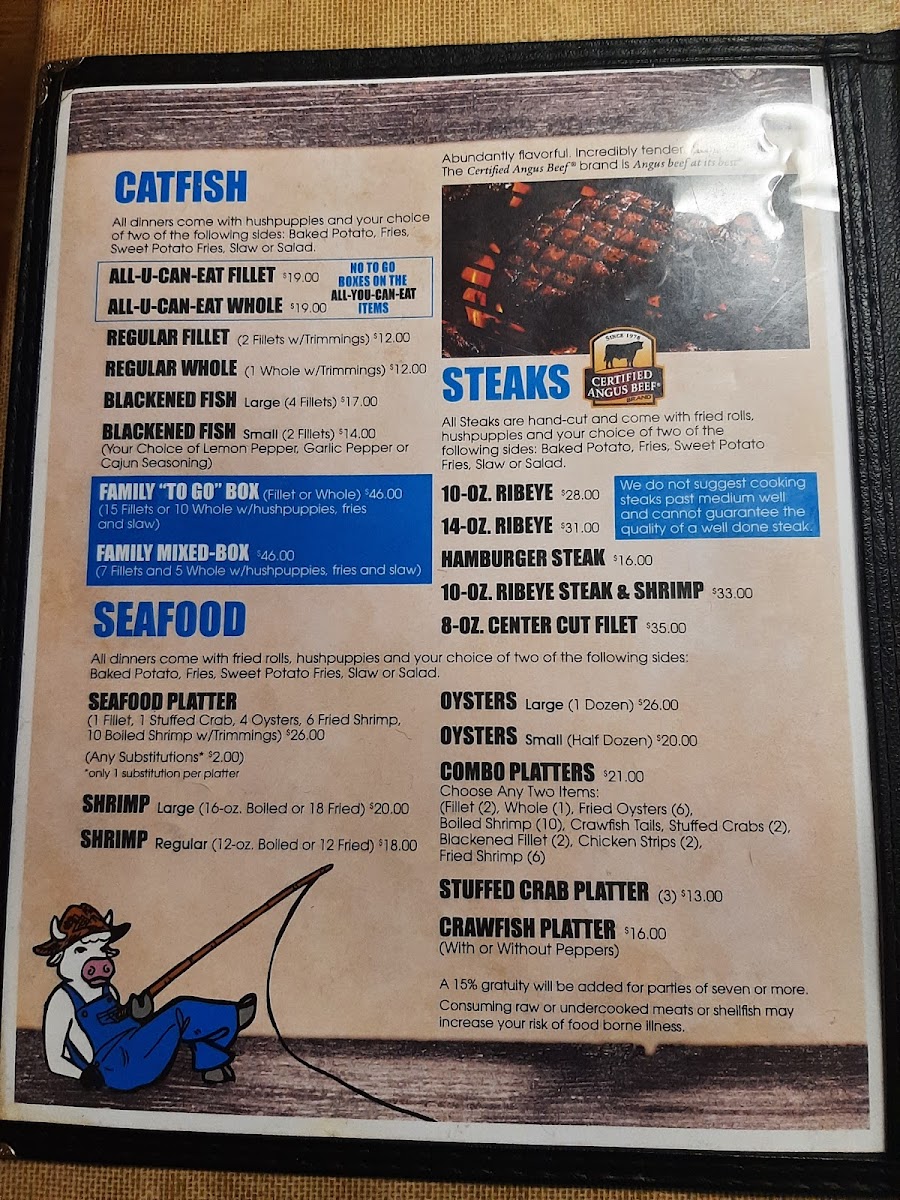 CATFISH
All dinners come with hushpuppies and your choice
of two of the following sides: Baked Potato, Fries,
Sweet Potato Fries, Slaw or Salad.
ALL-U-CAN-EAT FILLET $19.00
ALL-U-CAN-EAT WHOLE $19.00
NO TO GO
BOXES ON THE
ALL-YOU-CAN-EAT
ITEMS
REGULAR FILLET (2 Fillets w/Trimmings) $12.00
REGULAR WHOLE (1 Whole w/Trimmings) $12.00
BLACKENED FISH Large (4 Fillets) $17.00
BLACKENED FISH Small (2 Fillets) $14.00
(Your Choice of Lemon Pepper, Garlic Pepper or
Cajun Seasoning)
FAMILY "TO GO" BOX (Fillet or Whole) $46.00
(15 Fillets or 10 Whole w/hushpuppies, fries
and slaw)
FAMILY MIXED-BOX $46.00
(7 Fillets and 5 Whole w/hushpuppies, fries and slaw)
Abundantly flavorful. Incredibly tender
The Certified Angus Beef® brand is Angus beef at its best
SINCE 1978
CERTIFIED
ANGUS BEEF®
BRAND
STEAKS
All Steaks are hand-cut and come with fried rolls,
hushpuppies and your choice of two of the
following sides: Baked Potato, Fries, Sweet Potato
Fries, Slaw or Salad.
10-OZ. RIBEYE $28.00
14-OZ. RIBEYE $31.00
We do not suggest cooking
steaks past medium well
and cannot guarantee the
quality of a well done steak.
HAMBURGER STEAK $16.00
10-OZ. RIBEYE STEAK & SHRIMP $33.00
8-OZ. CENTER CUT FILET $35.00
SEAFOOD
All dinners come with fried rolls, hushpuppies and your choice of two of the following sides:
Baked Potato, Fries, Sweet Potato Fries, Slaw or Salad.
SEAFOOD PLATTER
(1 Fillet, 1 Stuffed Crab, 4 Oysters, 6 Fried Shrimp,
10 Boiled Shrimp w/Trimmings) $26.00
(Any Substitutions* $2.00)
*only 1 substitution per platter
SHRIMP Large (16-oz. Boiled or 18 Fried) $20.00
SHRIMP Regular (12-oz. Boiled or 12 Fried) $18.00
OYSTERS Large (1 Dozen) $26.00
OYSTERS Small (Half Dozen) $20.00
COMBO PLATTERS $21.00
Choose Any Two Items:
(Fillet (2), Whole (1), Fried Oysters (6),
Boiled Shrimp (10), Crawfish Tails, Stuffed Crabs (2),
Blackened Fillet (2), Chicken Strips (2),
Fried Shrimp (6)
STUFFED CRAB PLATTER (3) $13.00
CRAWFISH PLATTER $16.00
(With or Without Peppers)
A 15% gratuity will be added for parties of seven or more.
Consuming raw or undercooked meats or shellfish may
increase your risk of food borne illness.